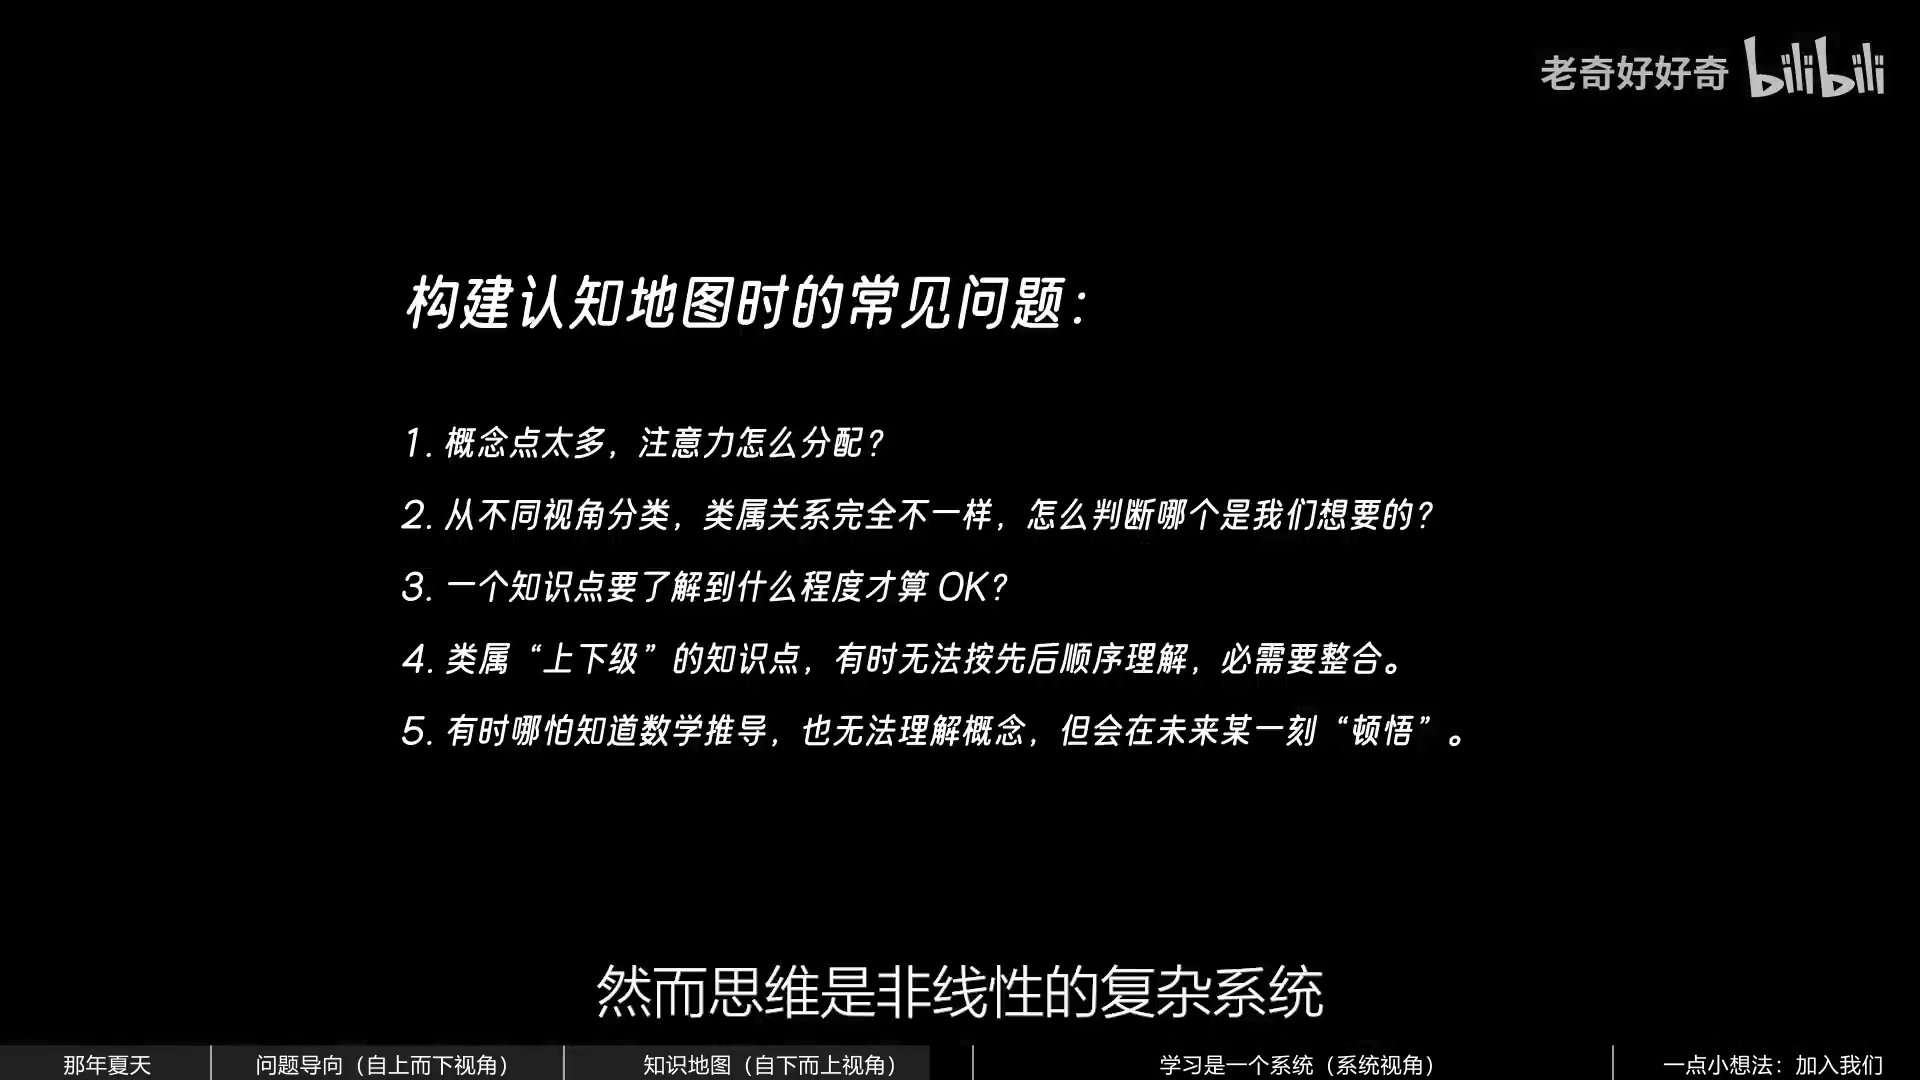 老奇好好奇 bilibili
构建认知地图时的常见问题：
1. 概念点太多，注意力怎么分配？
2. 从不同视角分类，类属关系完全不一样，怎么判断哪个是我们想要的？
3. 一个知识点要了解到什么程度才算 OK？
4. 类属“上下级”的知识点，有时无法按先后顺序理解，必需要整合。
5. 有时哪怕知道数学推导，也无法理解概念，但会在未来某一刻“顿悟”。
然而思维是非线性的复杂系统
那年夏天 问题导向（自上而下视角） 知识地图（自下而上视角） 学习是一个系统（系统视角） 一点小想法：加入我们